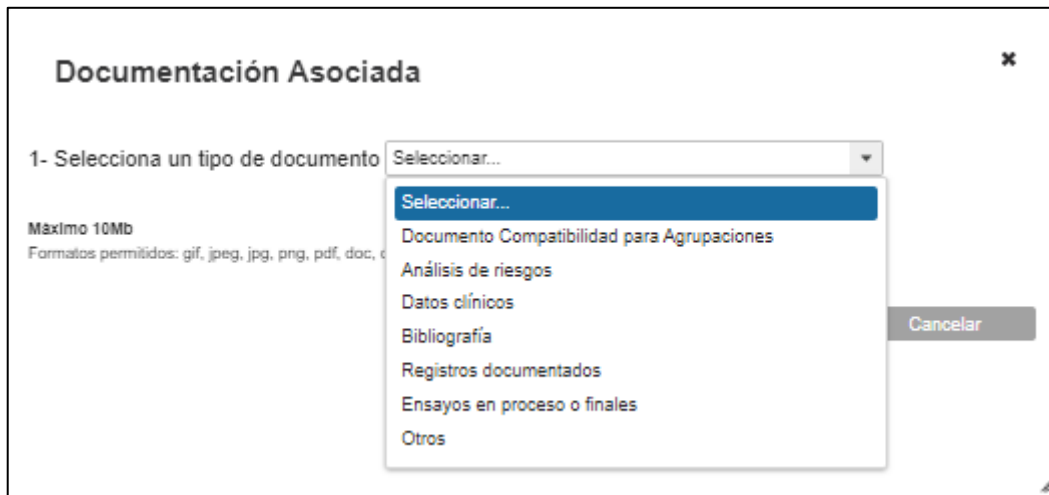 Documentación Asociada
✖
1- Selecciona un tipo de documento Seleccionar...
Seleccionar...
Máximo 10Mb
Documento Compatibilidad para Agrupaciones
Formatos permitidos: gif, jpeg, jpg, png, pdf, doc,
Análisis de riesgos
Datos clínicos
Cancelar
Bibliografía
Registros documentados
Ensayos en proceso o finales
Otros